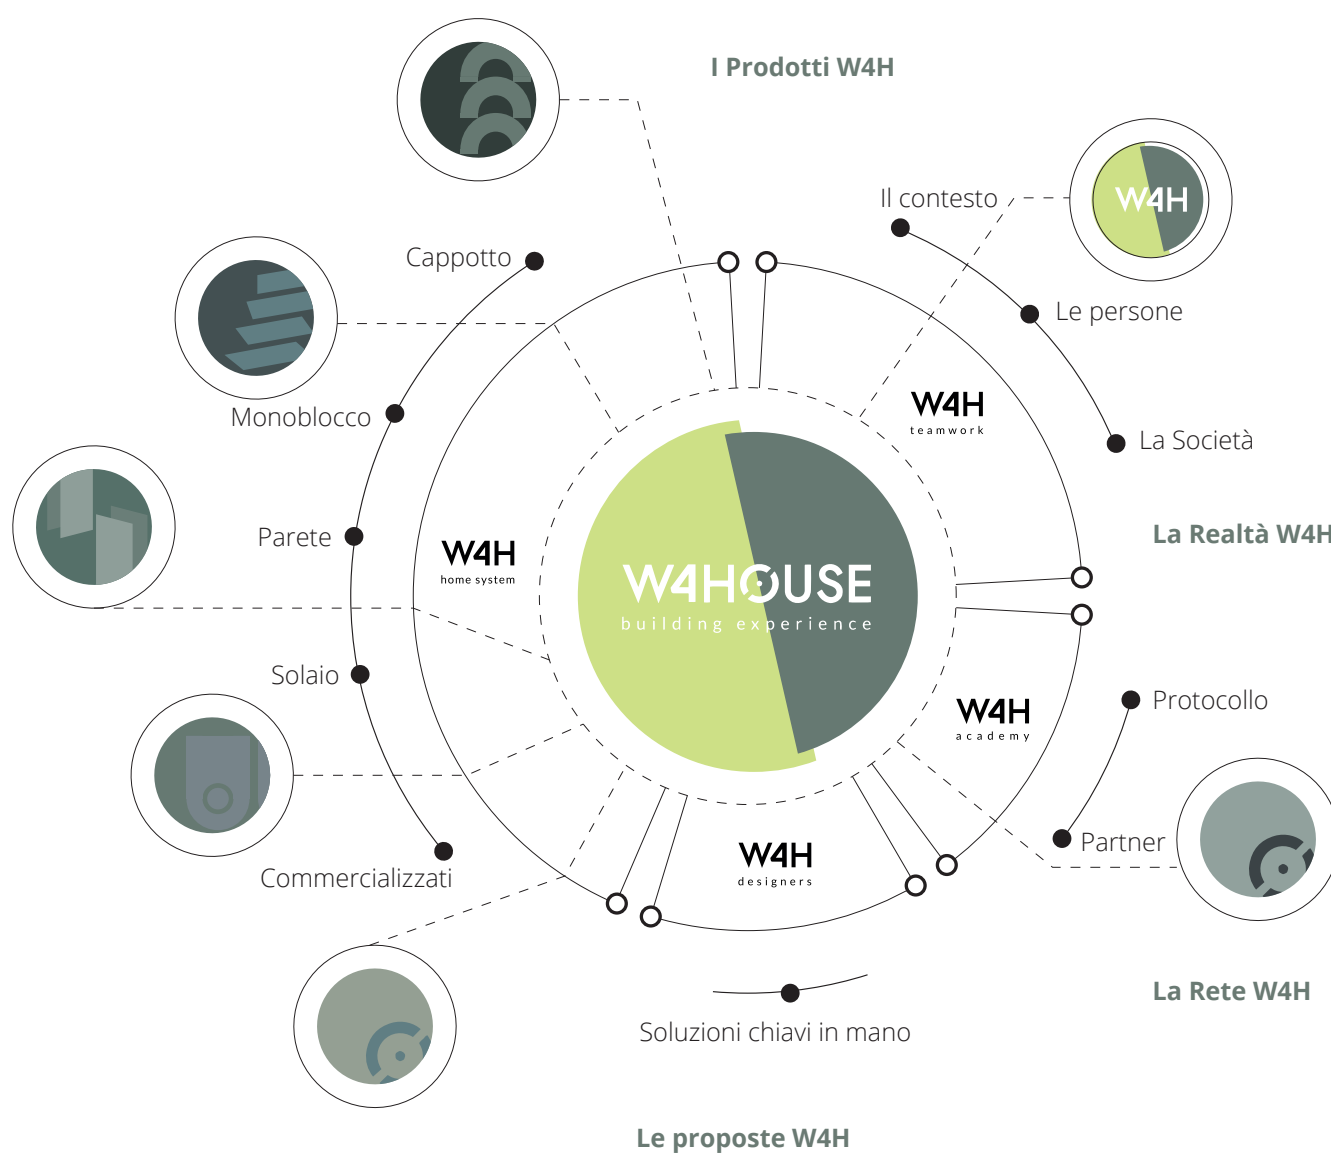 I Prodotti W4H
W4H
Il contesto
Cappotto
Le persone
W4H
teamwork
Monoblocco
La Società
Parete
La Realtà W4H
W4H
home system
W4HOUSE
building experience
Solaio
Protocollo
W4H
academy
Partner
W4H
designers
Commercializzati
La Rete W4H
Soluzioni chiavi in mano
Le proposte W4H